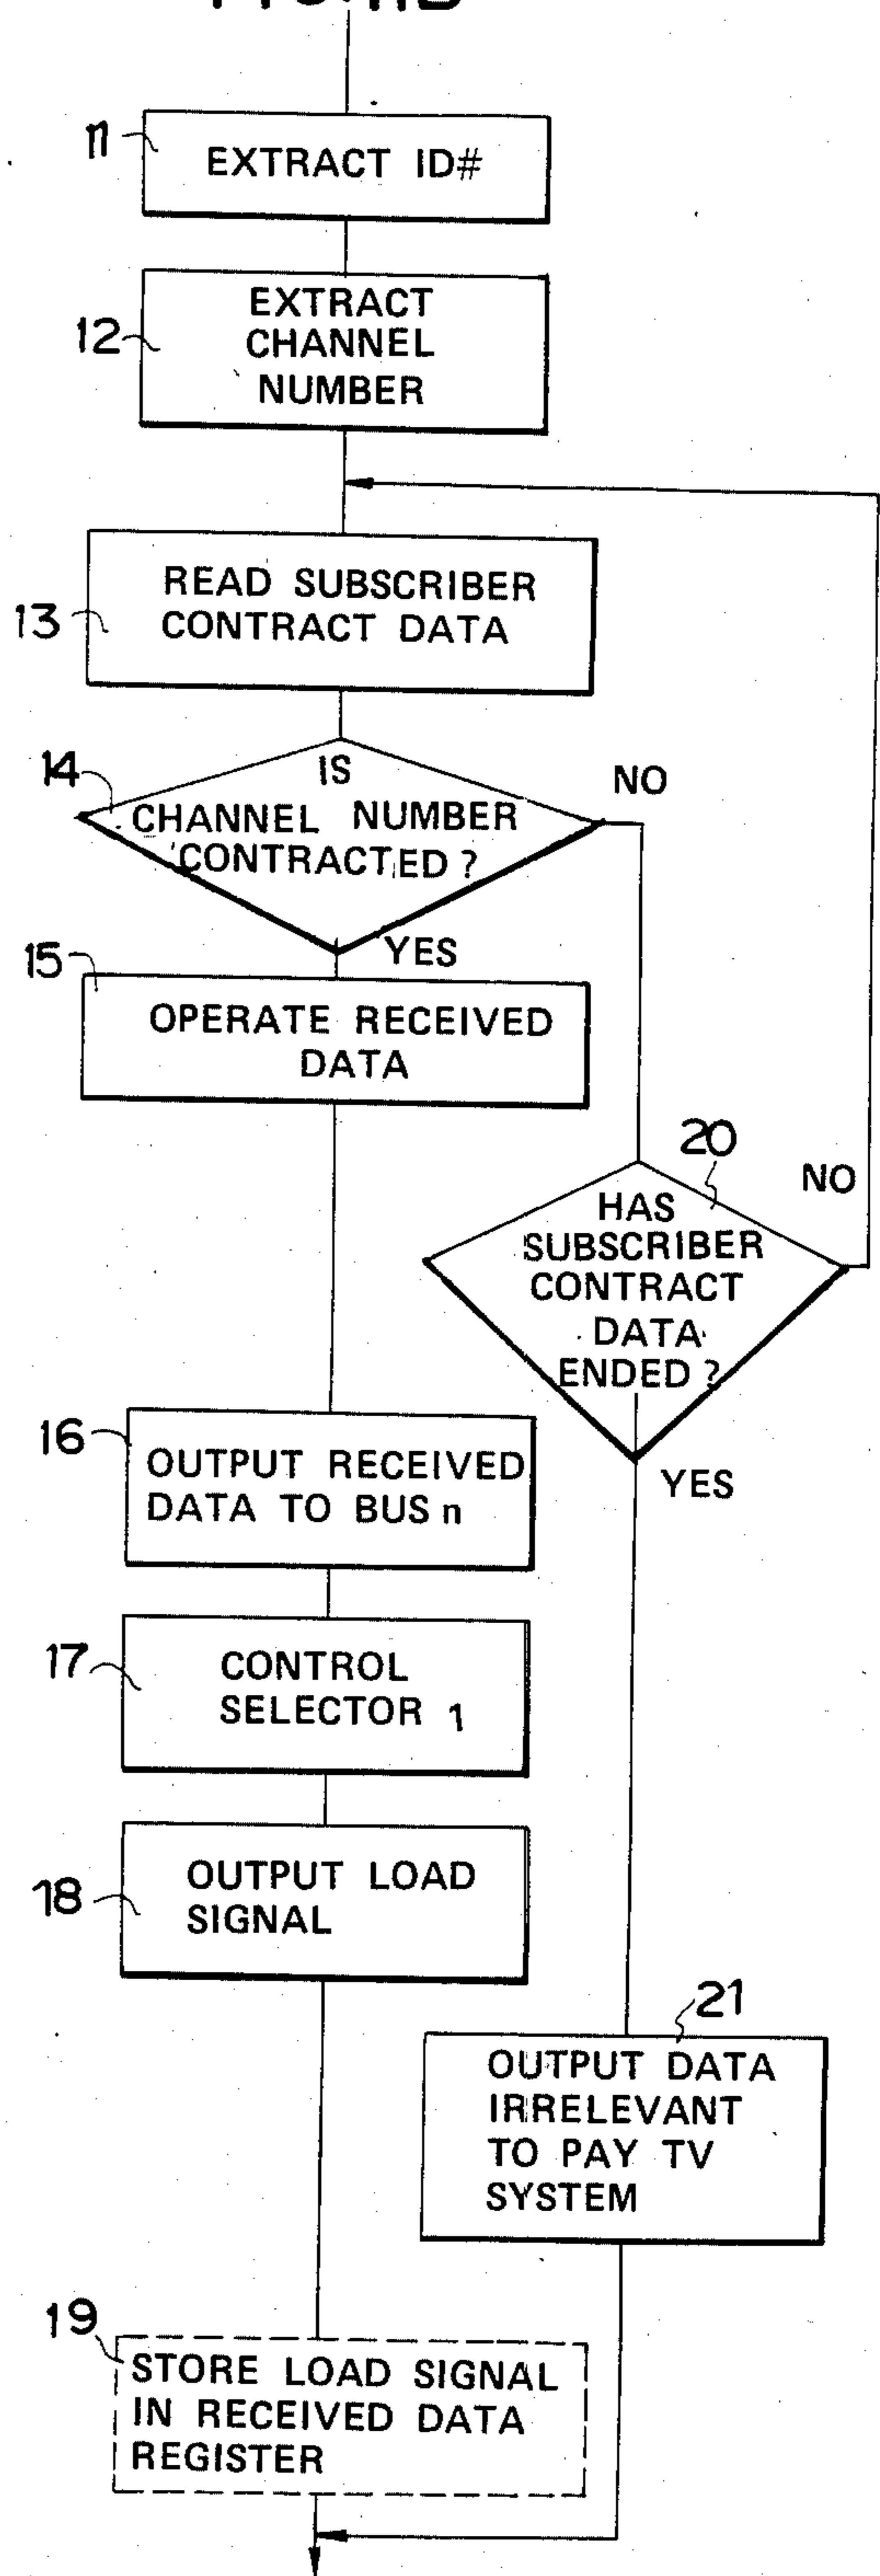 11
EXTRACT ID#
12
EXTRACT
CHANNEL
NUMBER
13
READ SUBSCRIBER
CONTRACT DATA
14
IS
CHANNEL NUMBER
CONTRACTED ?
NO
YES
15
OPERATE RECEIVED
DATA
20
HAS
SUBSCRIBER
CONTRACT
DATA
ENDED ?
NO
YES
16
OUTPUT RECEIVED
DATA TO BUS n
17
CONTROL
SELECTOR 1
18
OUTPUT LOAD
SIGNAL
21
OUTPUT DATA
IRRELEVANT
TO PAY TV
SYSTEM
19
STORE LOAD SIGNAL
IN RECEIVED DATA
REGISTER